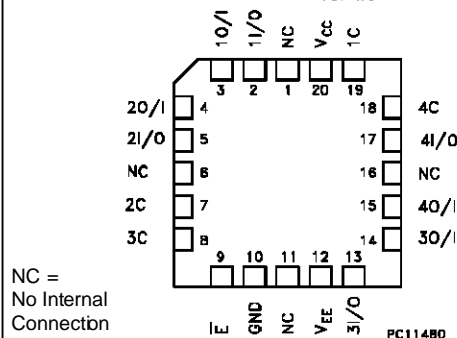 1O/I 1I/O NC VCC 1C
3 2 1 20 19
2O/I 4 18 4C
2I/O 5 17 4I/O
NC 6 16 NC
2C 7 15 4O/I
3C 8 14 3O/I
9 10 11 12 13
E̅ GND NC VEE 3I/O
NC =
No Internal
Connection
PC11480